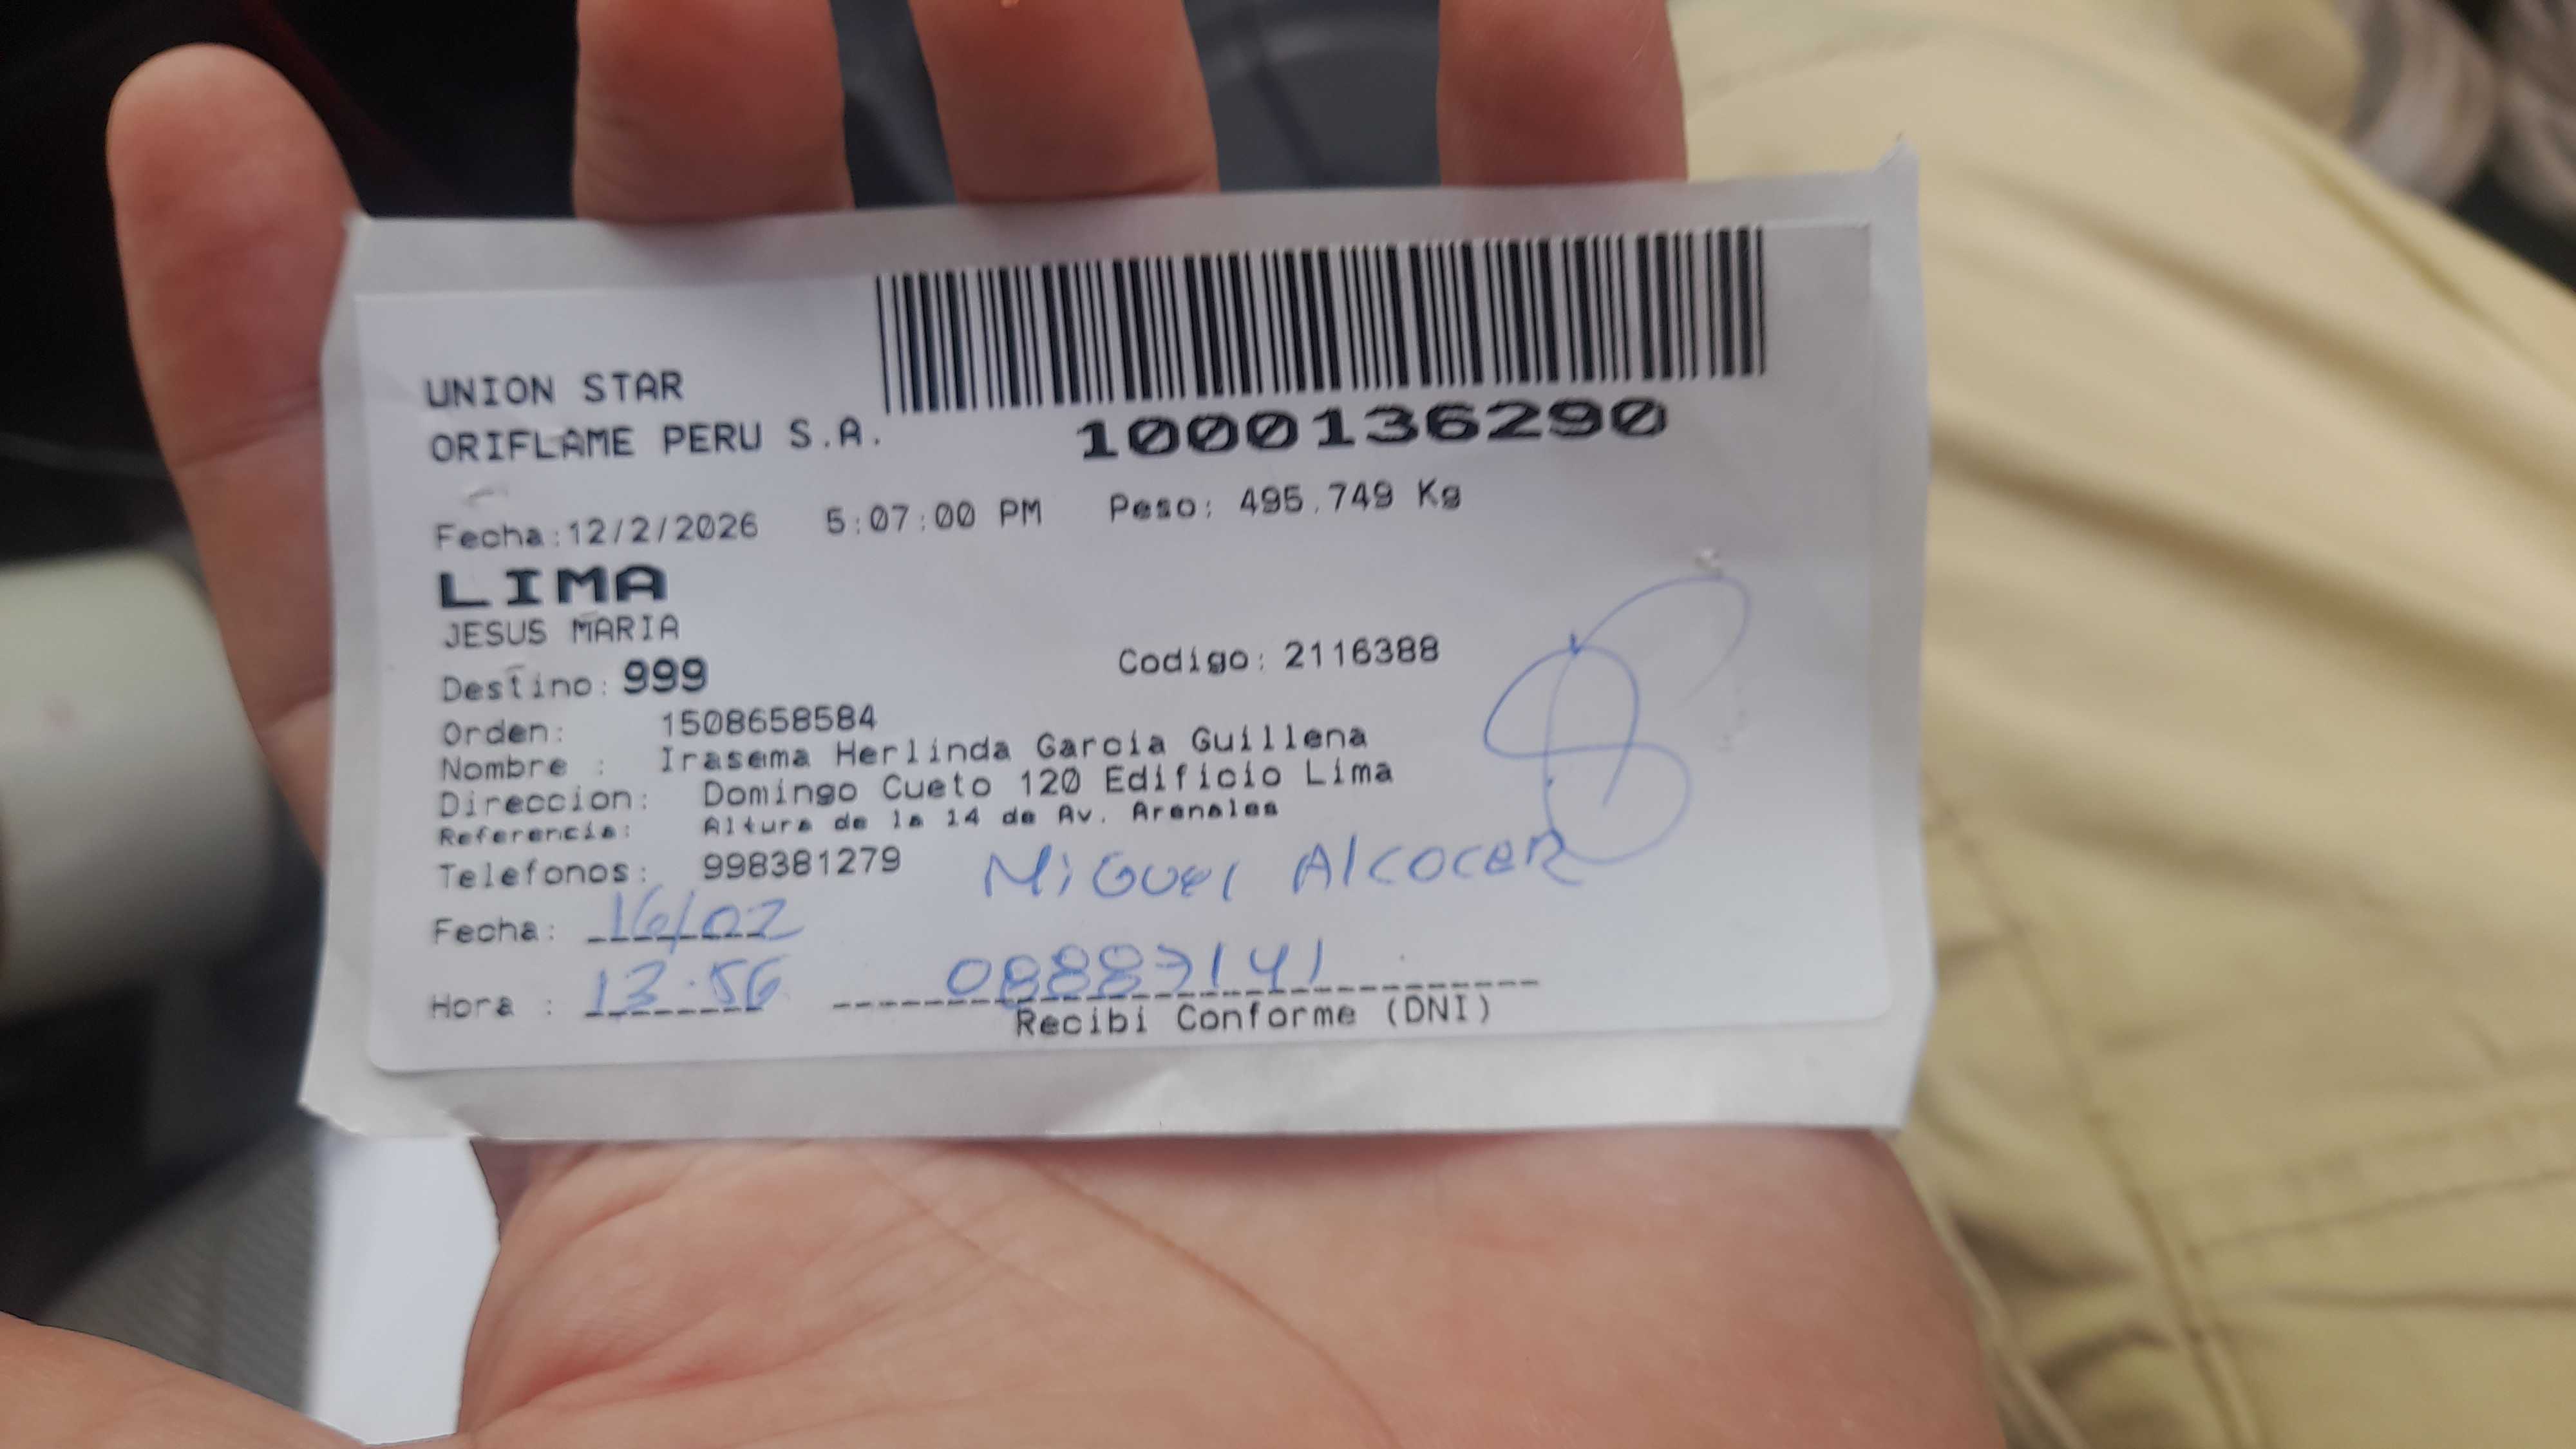 UNION STAR
ORIFLAME PERU S.A.
1000136290
Fecha:12/2/2026 5:07:00 PM Peso: 495.749 Kg
LIMA
JESUS MARIA
Destino: 999 Codigo: 2116388
Orden: 1508658584
Nombre : Irasema Herlinda Garcia Guillena
Direccion: Domingo Cueto 120 Edificio Lima
Referencia: Altura de la 14 de Av. Arenales
Telefonos: 998381279 Miguel Alcocer
Fecha: 16/02
Hora : 13:56 08883141
Recibi Conforme (DNI)